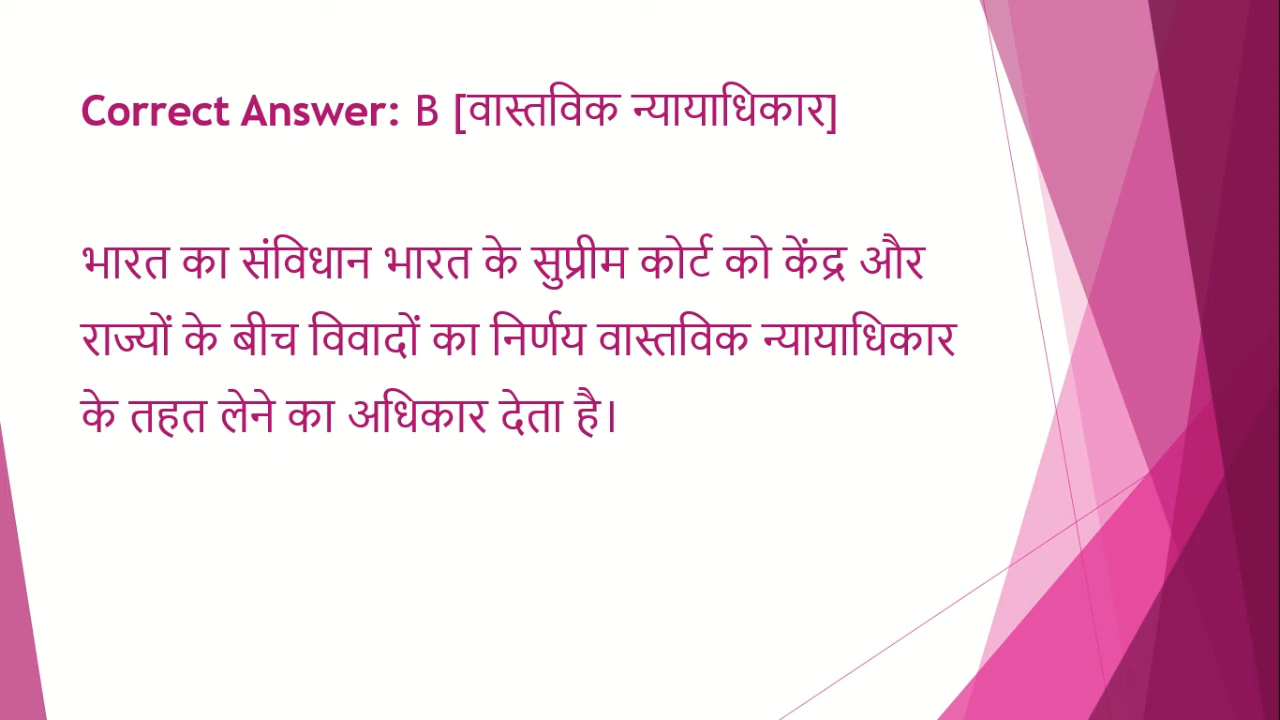 Correct Answer: B [वास्तविक न्यायाधिकार]
भारत का संविधान भारत के सुप्रीम कोर्ट को केंद्र और
राज्यों के बीच विवादों का निर्णय वास्तविक न्यायाधिकार
के तहत लेने का अधिकार देता है।